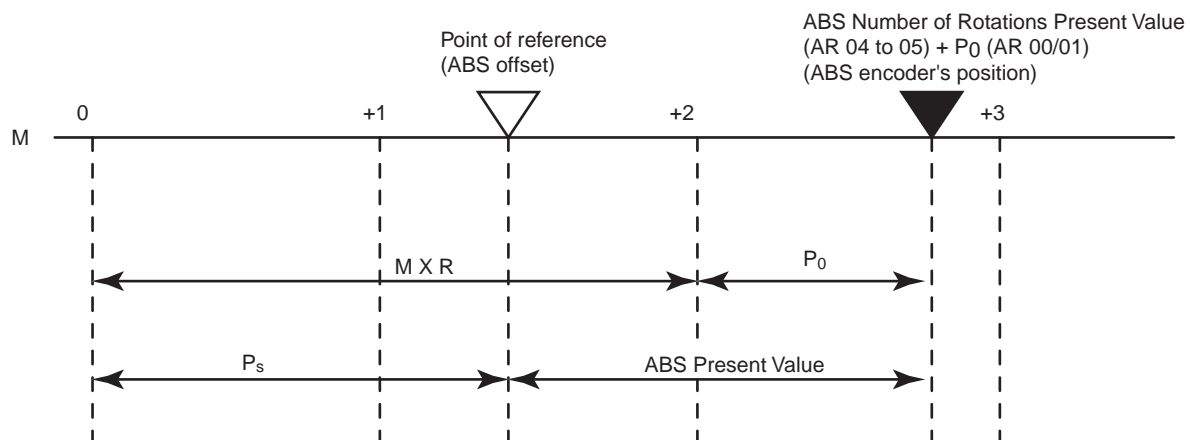 ABS Number of Rotations Present Value
(AR 04 to 05) + P0 (AR 00/01)
(ABS encoder's position)
Point of reference
(ABS offset)
0
+1
+2
+3
M
M X R
P0
Ps
ABS Present Value